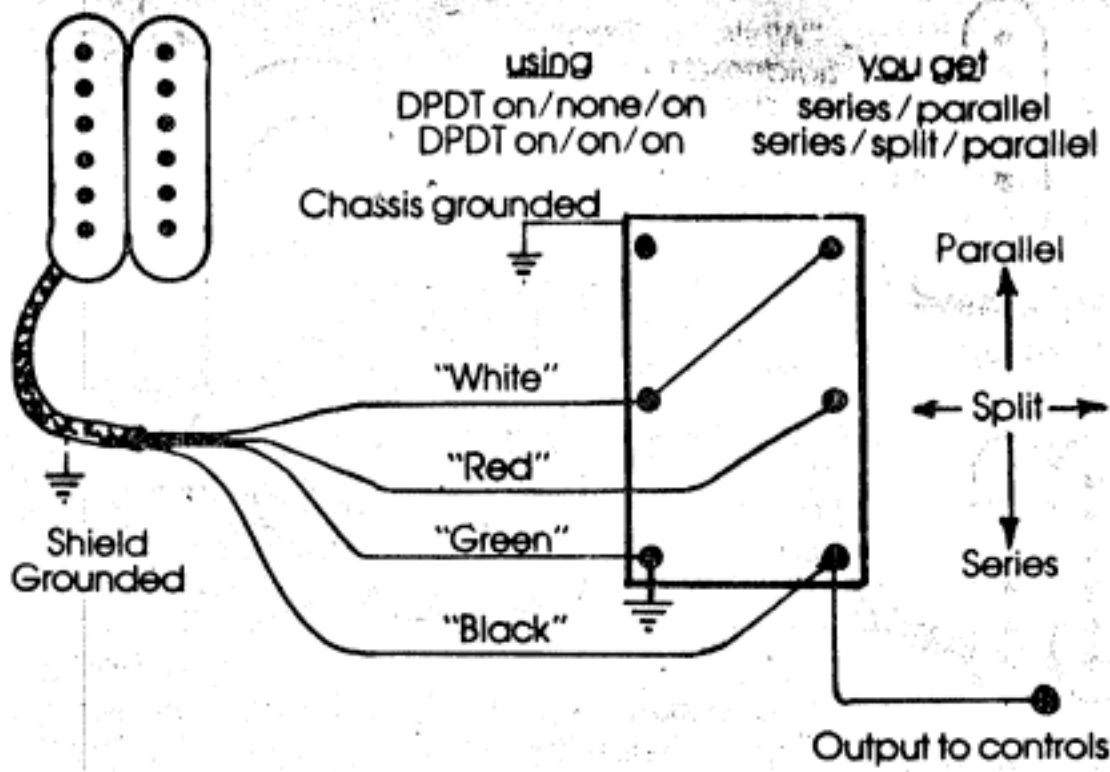 using
you get
DPDT on/none/on
series/parallel
DPDT on/on/on
series/split/parallel
Chassis grounded
Parallel
"White"
Split
"Red"
"Green"
Shield
Grounded
Series
"Black"
Output to controls